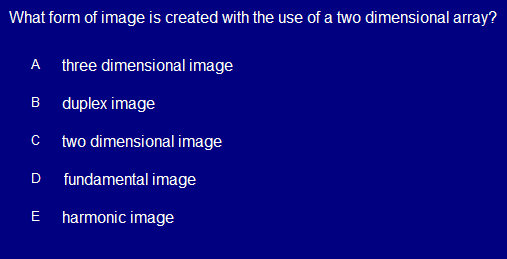 What form of image is created with the use of a two dimensional array?
A three dimensional image
B duplex image
C two dimensional image
D fundamental image
E harmonic image